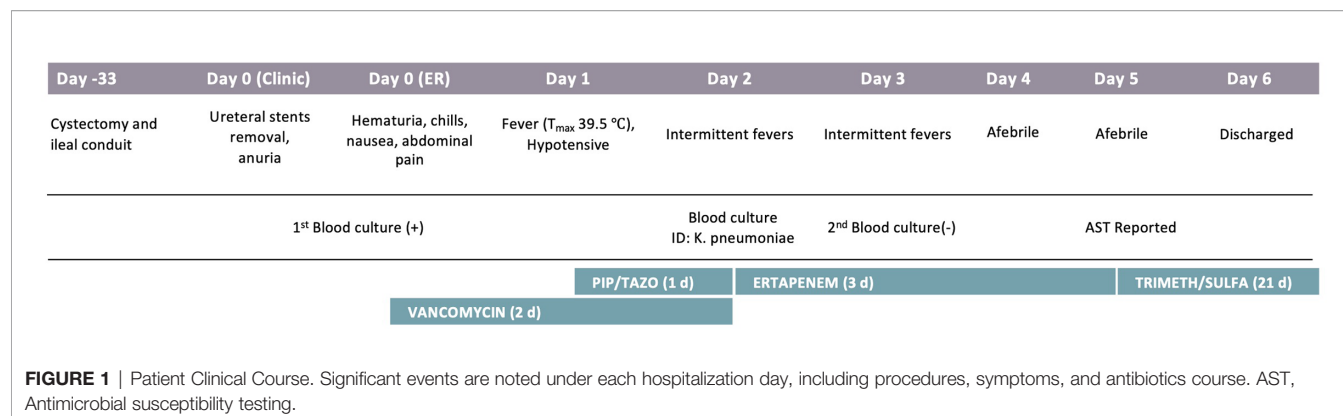 Day -33 Day 0 (Clinic) Day 0 (ER) Day 1 Day 2 Day 3 Day 4 Day 5 Day 6
Cystectomy and
ileal conduit
Ureteral stents
removal,
anuria
Hematuria, chills,
nausea, abdominal
pain
Fever (Tmax 39.5 ℃),
Hypotensive
Intermittent fevers
Intermittent fevers
Afebrile
Afebrile
Discharged
1st Blood culture (+)
Blood culture
ID: K. pneumoniae
2nd Blood culture(-)
AST Reported
PIP/TAZO (1 d)
ERTAPENEM (3 d)
TRIMETH/SULFA (21 d)
VANCOMYCIN (2 d)
FIGURE 1 | Patient Clinical Course. Significant events are noted under each hospitalization day, including procedures, symptoms, and antibiotics course. AST,
Antimicrobial susceptibility testing.